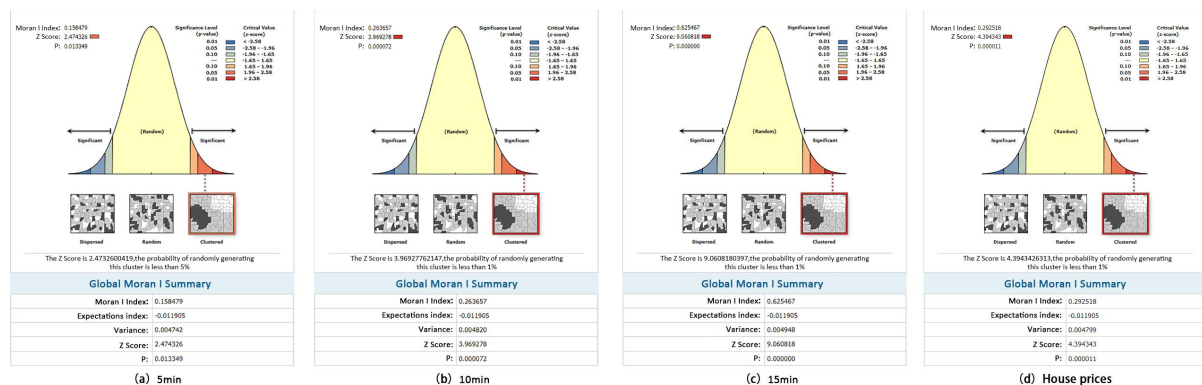 Moran I Index: 0.158479
Z Score: 2.474326
P: 0.013349
Significance Level (p-value)
Critical Value (z-score)
0.01 < -2.58
0.05 -2.58 – -1.96
0.10 -1.96 – -1.65
— -1.65 – 1.65
0.10 1.65 – 1.96
0.05 1.96 – 2.58
0.01 > 2.58
(Random)
Significant Significant
Dispersed Random Clustered
The Z Score is 2.4732600419,the probability of randomly generating
this cluster is less than 5%
Global Moran I Summary
Moran I Index: 0.158479
Expectations index: -0.011905
Variance: 0.004742
Z Score: 2.474326
P: 0.013349
(a) 5min
Moran I Index: 0.263657
Z Score: 3.969278
P: 0.000072
Significance Level (p-value)
Critical Value (z-score)
0.01 < -2.58
0.05 -2.58 – -1.96
0.10 -1.96 – -1.65
— -1.65 – 1.65
0.10 1.65 – 1.96
0.05 1.96 – 2.58
0.01 > 2.58
(Random)
Significant Significant
Dispersed Random Clustered
The Z Score is 3.96927762147,the probability of randomly generating
this cluster is less than 1%
Global Moran I Summary
Moran I Index: 0.263657
Expectations index: -0.011905
Variance: 0.004820
Z Score: 3.969278
P: 0.000072
(b) 10min
Moran I Index: 0.625467
Z Score: 9.060818
P: 0.000000
Significance Level (p-value)
Critical Value (z-score)
0.01 < -2.58
0.05 -2.58 – -1.96
0.10 -1.96 – -1.65
— -1.65 – 1.65
0.10 1.65 – 1.96
0.05 1.96 – 2.58
0.01 > 2.58
(Random)
Significant Significant
Dispersed Random Clustered
The Z Score is 9.0608180397,the probability of randomly generating
this cluster is less than 1%
Global Moran I Summary
Moran I Index: 0.625467
Expectations index: -0.011905
Variance: 0.004948
Z Score: 9.060818
P: 0.000000
(c) 15min
Moran I Index: 0.292518
Z Score: 4.394343
P: 0.000011
Significance Level (p-value)
Critical Value (z-score)
0.01 < -2.58
0.05 -2.58 – -1.96
0.10 -1.96 – -1.65
— -1.65 – 1.65
0.10 1.65 – 1.96
0.05 1.96 – 2.58
0.01 > 2.58
(Random)
Significant Significant
Dispersed Random Clustered
The Z Score is 4.3943426313,the probability of randomly generating
this cluster is less than 1%
Global Moran I Summary
Moran I Index: 0.292518
Expectations index: -0.011905
Variance: 0.004799
Z Score: 4.394343
P: 0.000011
(d) House prices